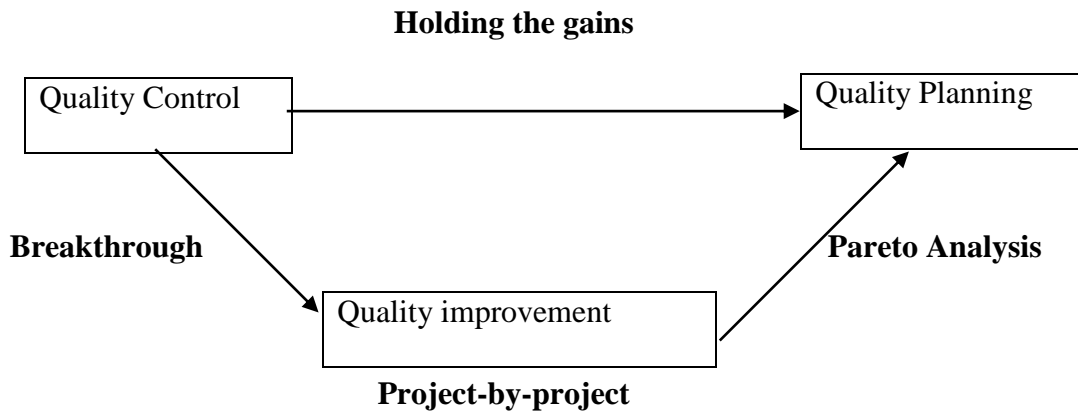 Holding the gains
Quality Control
Quality Planning
Breakthrough
Pareto Analysis
Quality improvement
Project-by-project